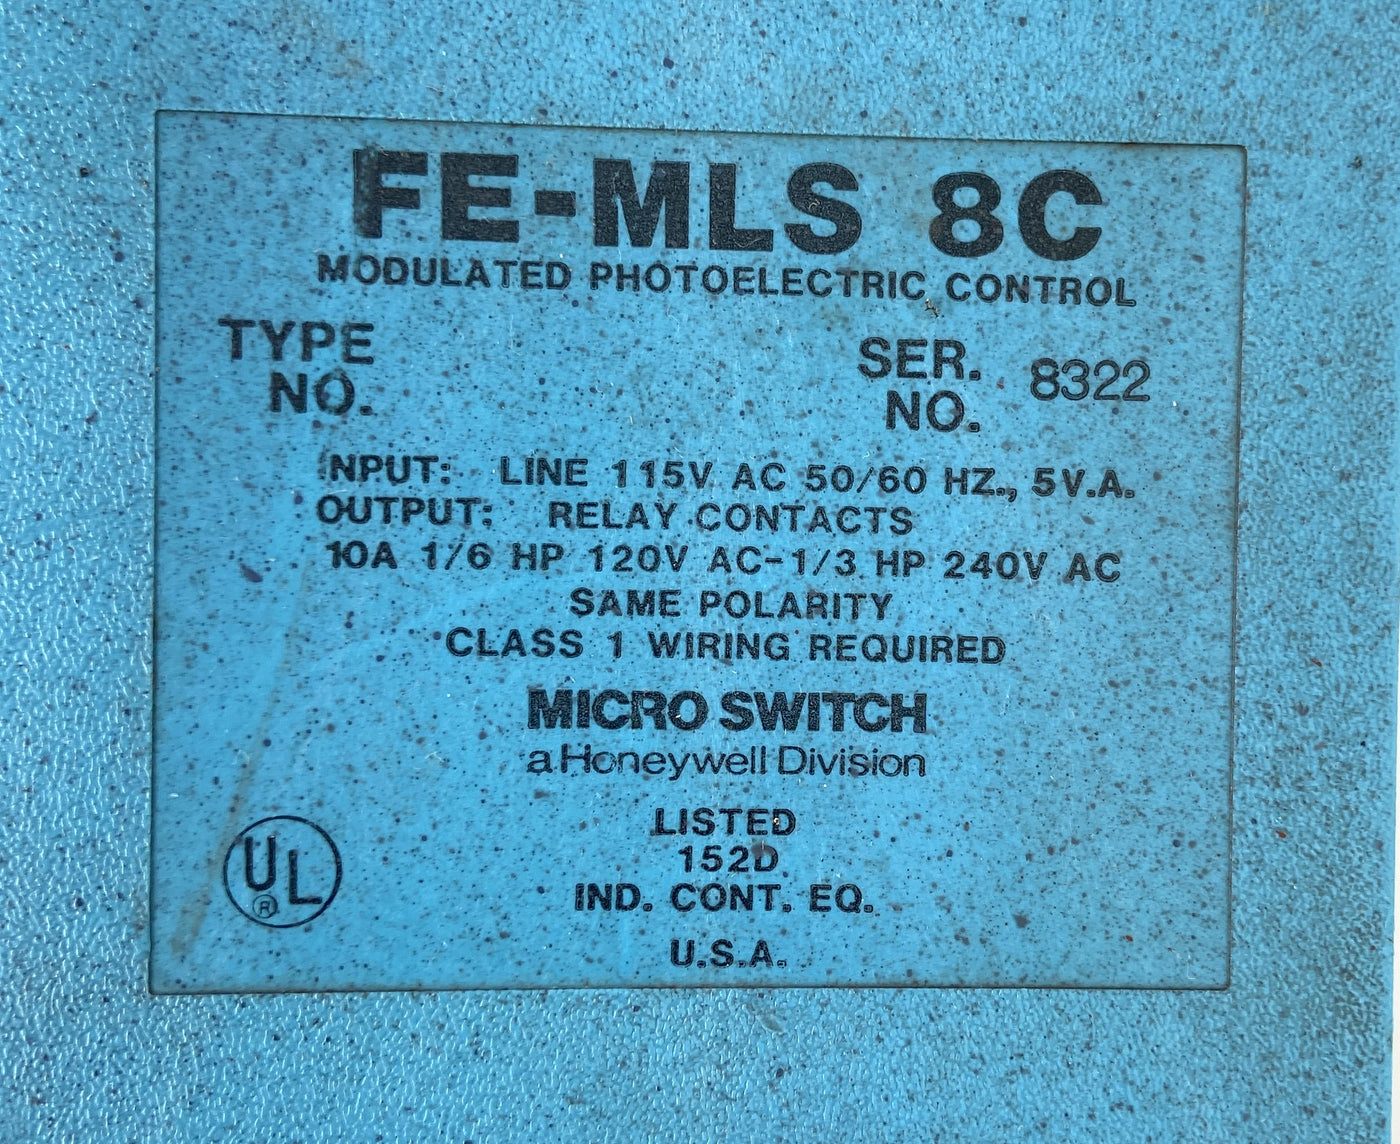 FE-MLS 8C
MODULATED PHOTOELECTRIC CONTROL
TYPE NO.
SER. NO. 8322
INPUT: LINE 115V AC 50/60 HZ., 5V.A.
OUTPUT: RELAY CONTACTS
10A 1/6 HP 120V AC-1/3 HP 240V AC
SAME POLARITY
CLASS 1 WIRING REQUIRED
MICRO SWITCH
a Honeywell Division
UL ®
LISTED
152D
IND. CONT. EQ.
U.S.A.